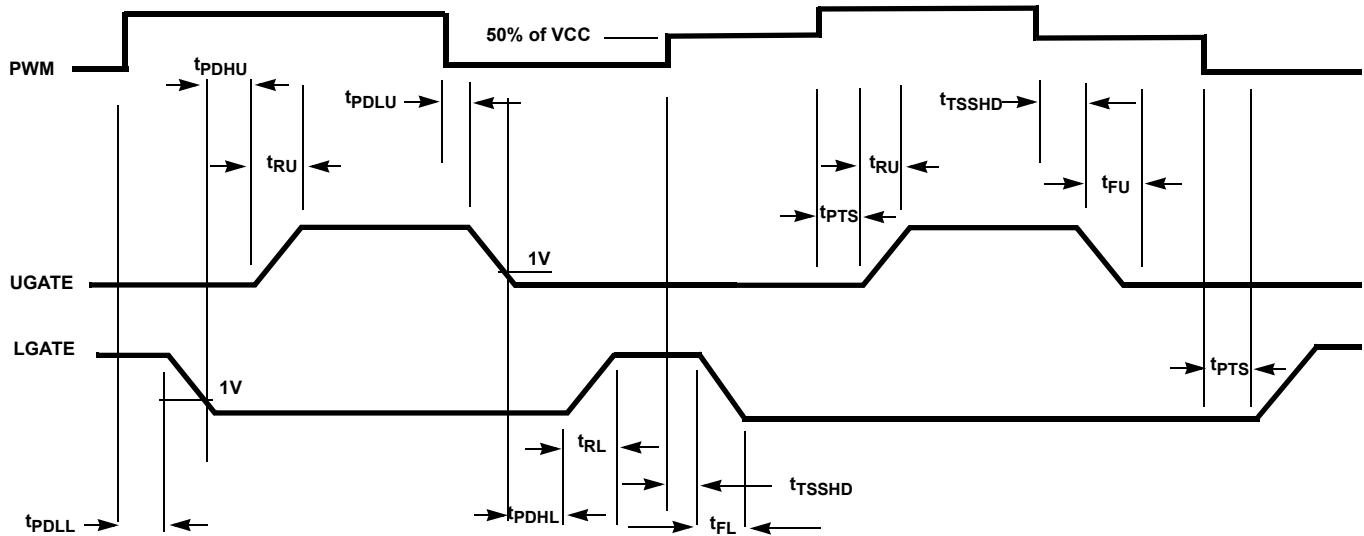 50% of VCC
PWM
tPDHU
tPDLU
tTSSHD
tRU
tRU
tFU
tPTS
1V
UGATE
LGATE
tPTS
1V
tRL
tTSSHD
tPDLL
tPDHL
tFL